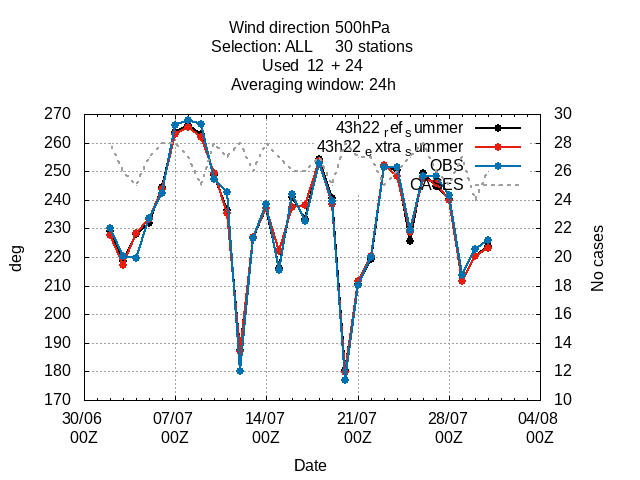 Wind direction 500hPa
Selection: ALL 30 stations
Used 12 + 24
Averaging window: 24h
270 30
260 28
250 26
240 24
230 22
220 20
210 18
200 16
190 14
180 12
170 10
43h22 ref summer
43h22 extra summer
OBS
CASES
deg
No cases
30/06 07/07 14/07 21/07 28/07 04/08
00Z 00Z 00Z 00Z 00Z 00Z
Date